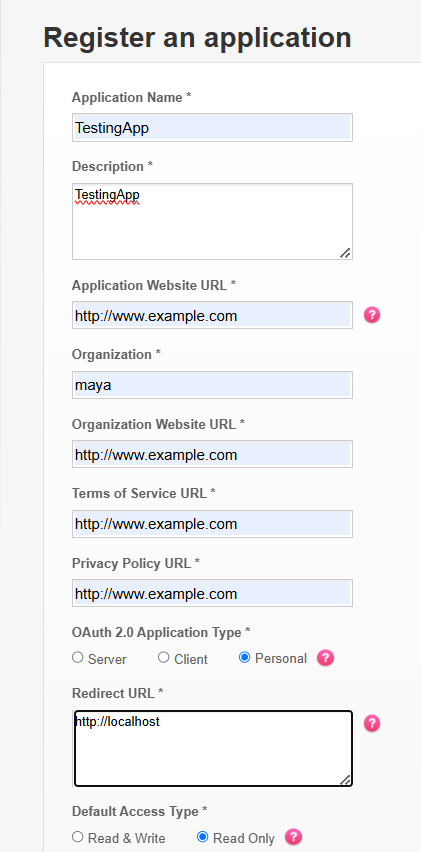 Register an application
Application Name *
TestingApp
Description *
TestingApp
Application Website URL *
http://www.example.com ?
Organization *
maya
Organization Website URL *
http://www.example.com
Terms of Service URL *
http://www.example.com
Privacy Policy URL *
http://www.example.com
OAuth 2.0 Application Type *
Server Client Personal ?
Redirect URL *
http://localhost ?
Default Access Type *
Read & Write Read Only ?